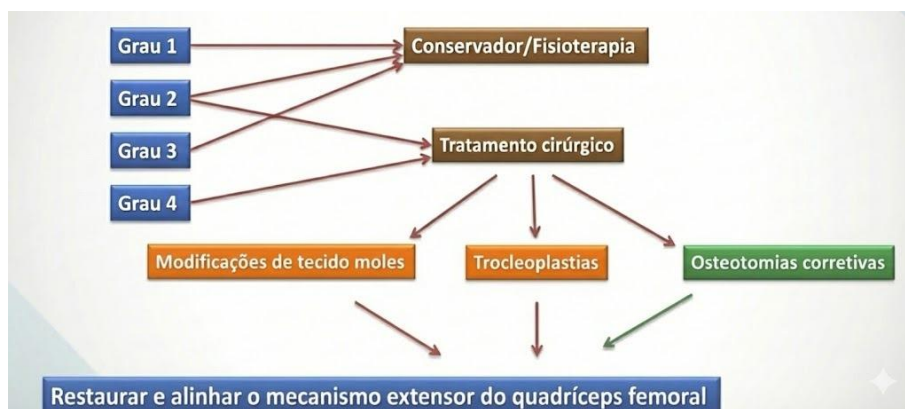 Grau 1
Conservador/Fisioterapia
Grau 2
Grau 3
Tratamento cirúrgico
Grau 4
Modificações de tecido moles
Trocleoplastias
Osteotomias corretivas
Restaurar e alinhar o mecanismo extensor do quadríceps femoral